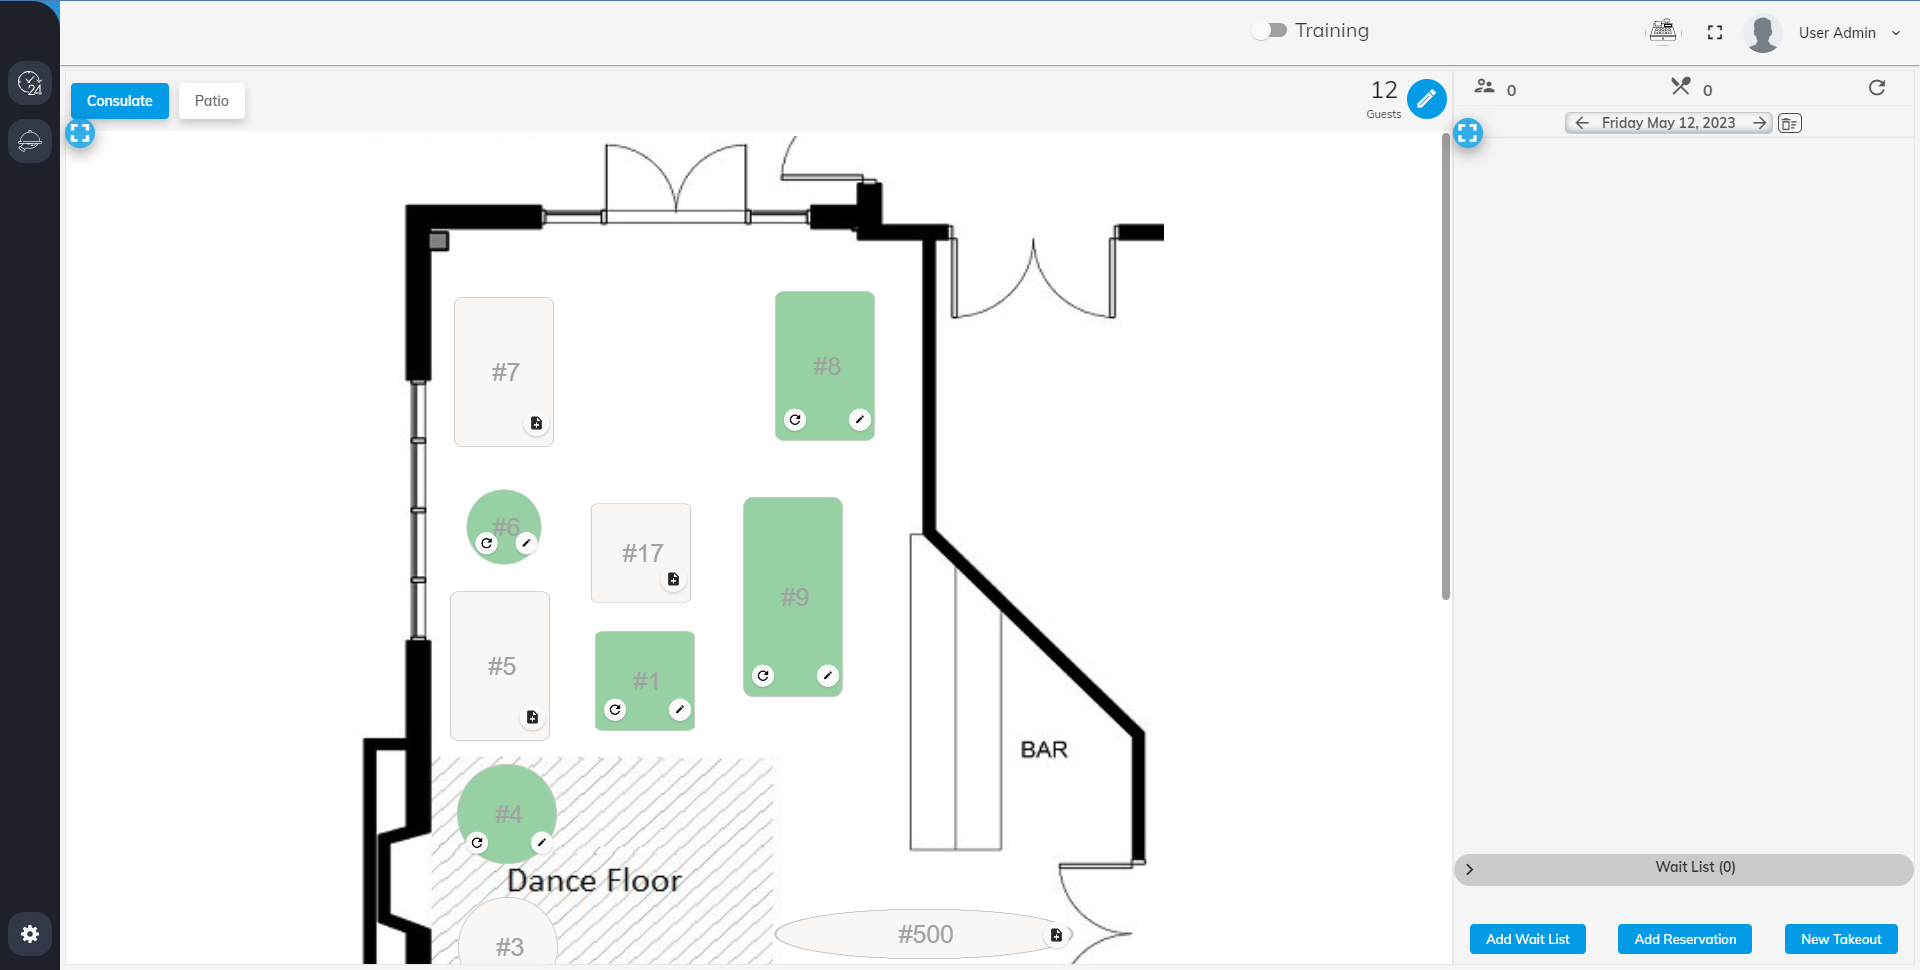 Training
User Admin
24
Consulate
Patio
12
Guests
0
0
Friday May 12, 2023
#7
#8
#6
#17
#9
#5
#1
BAR
#4
Dance Floor
#3
#500
Wait List (0)
Add Wait List
Add Reservation
New Takeout